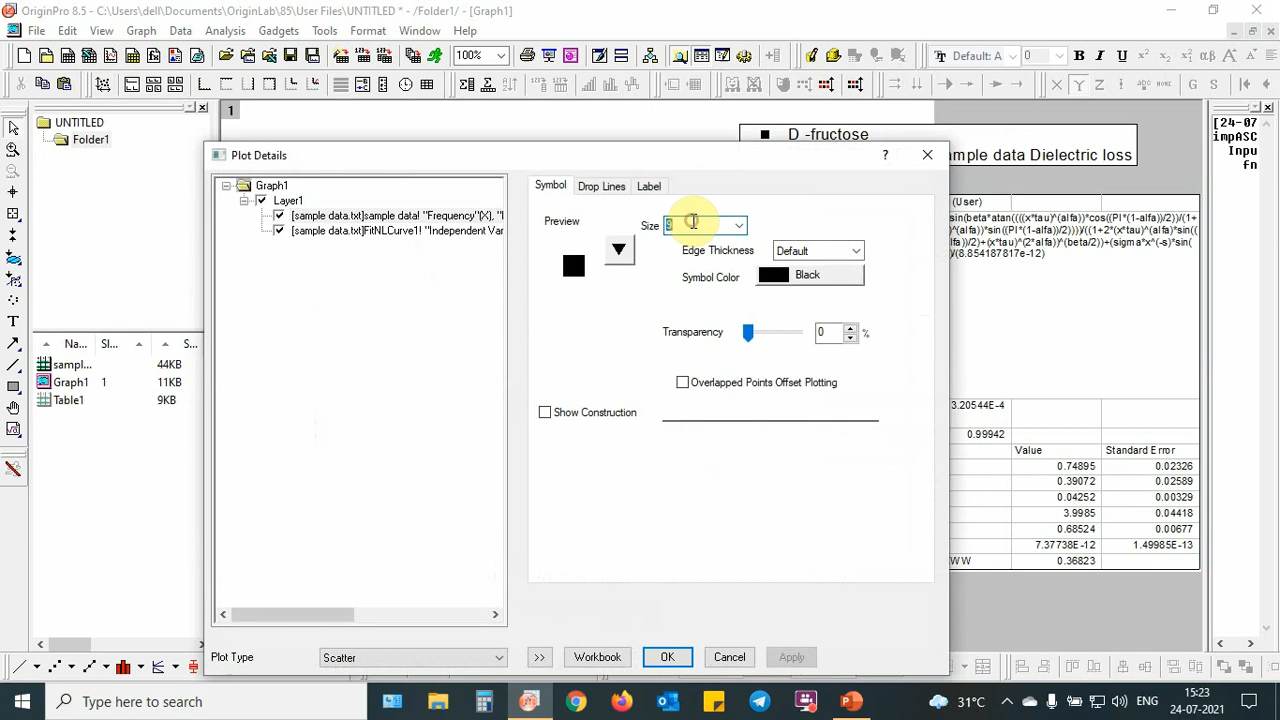 OriginPro 8.5 - C:\Users\dell\Documents\OriginLab\85\User Files\UNTITLED * - /Folder1/ - [Graph1]
File Edit View Graph Data Analysis Gadgets Tools Format Window Help
100% Default: A 0 B I U
1
UNTITLED
Folder1
D -fructose
mple data Dielectric loss
[24-07
impASC
Inpu
fn
Plot Details
Graph1
Layer1
[sample data.txt]sample data! "Frequency"(X), "I
[sample data.txt]FitNLCurve1! "Independent Var
Symbol Drop Lines Label
Preview
Size 9
Edge Thickness Default
Symbol Color Black
Transparency 0 %
Overlapped Points Offset Plotting
Show Construction
(User)
sin(beta*atan((((x*tau)^(alfa))*cos((PI*(1-alfa))/2))/(1+
(x*tau)^(alfa)*sin((PI*(1-alfa))/2))))/((1+2*(x*tau)^(alfa)*sin(
(PI*(1-alfa))/2)+(x*tau)^(2*alfa))^(beta/2))+(sigma*x^(-s)*sin(
/(8.854187817e-12)
3.20544E-4
0.99942
Value Standard Error
0.74895 0.02326
0.39072 0.02589
0.04252 0.00329
3.9985 0.04418
0.68524 0.00677
7.37738E-12 1.49985E-13
WW 0.36823
Na... SI... S...
sampl... 44KB
Graph1 1 11KB
Table1 9KB
Plot Type Scatter >> Workbook OK Cancel Apply
Type here to search
31°C ENG 15:23
24-07-2021